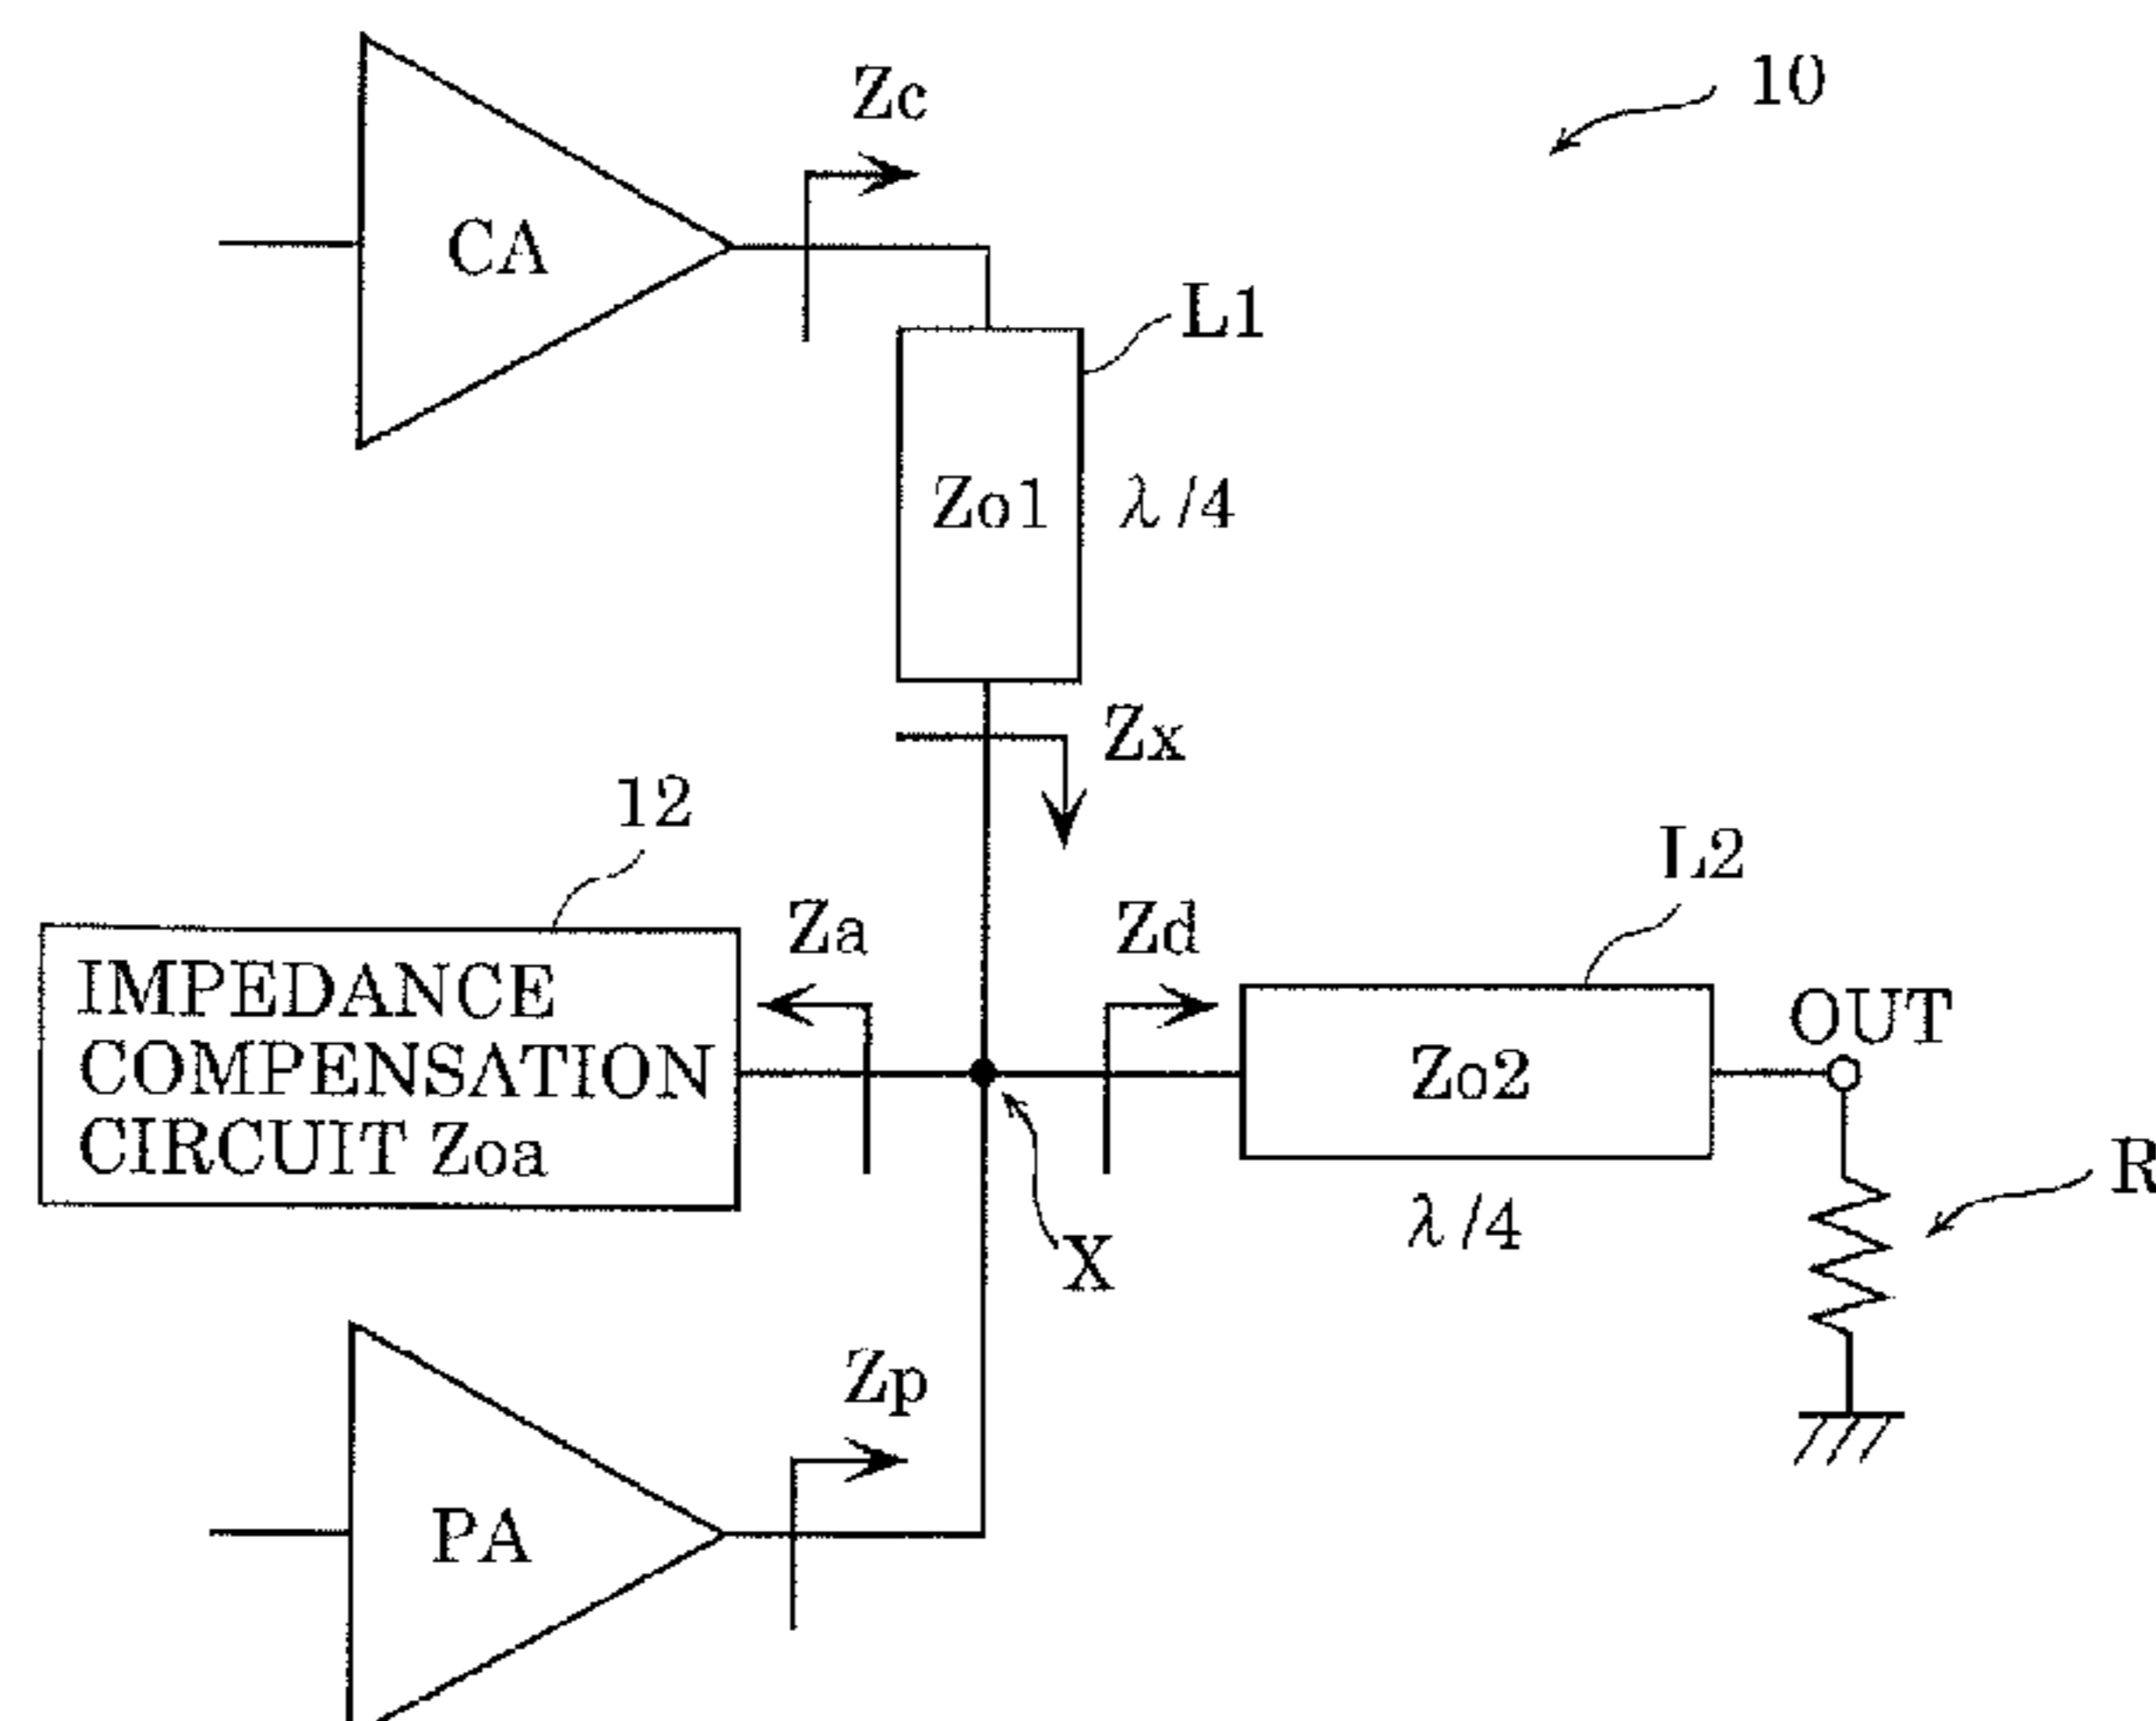 10
Zc
CA
L1
Zo1
λ/4
Zx
12
Za
Zd
L2
IMPEDANCE
COMPENSATION
CIRCUIT Zoa
Zo2
OUT
λ/4
R
X
Zp
PA